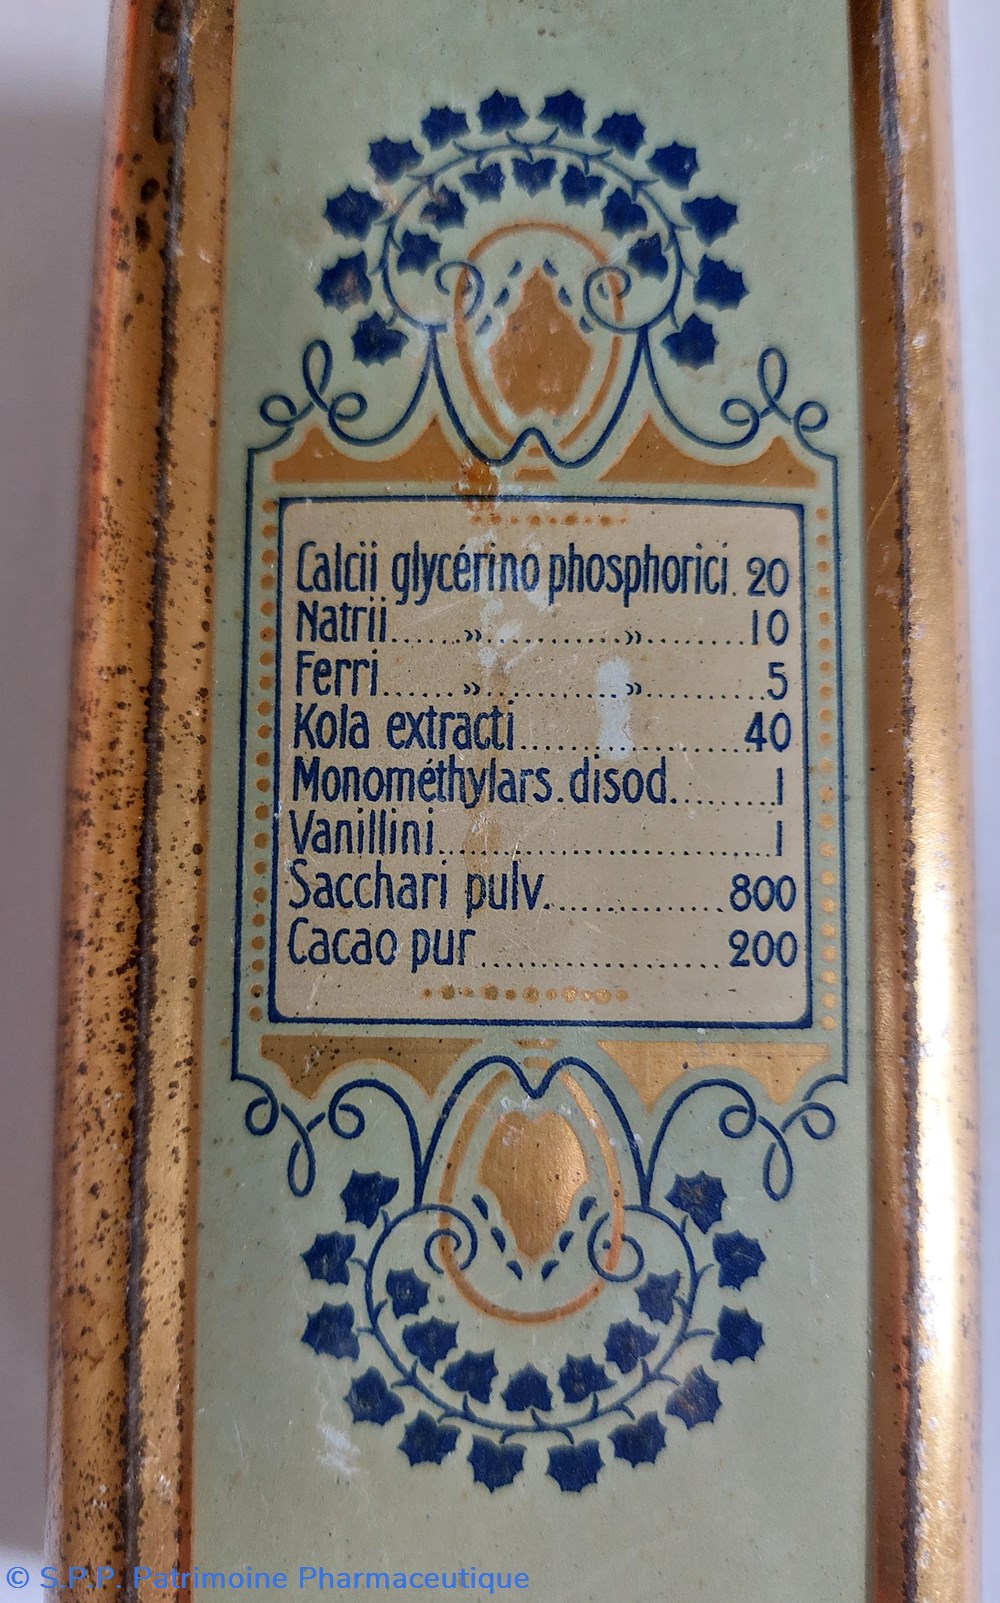 Calcii glycérino phosphorici. 20
Natrii......»............»........10
Ferri......»............»..........5
Kola extracti..................40
Monométhylars. disod.........1
Vanillini............................1
Sacchari pulv...............800
Cacao pur....................200
© S.P.P. Patrimoine Pharmaceutique